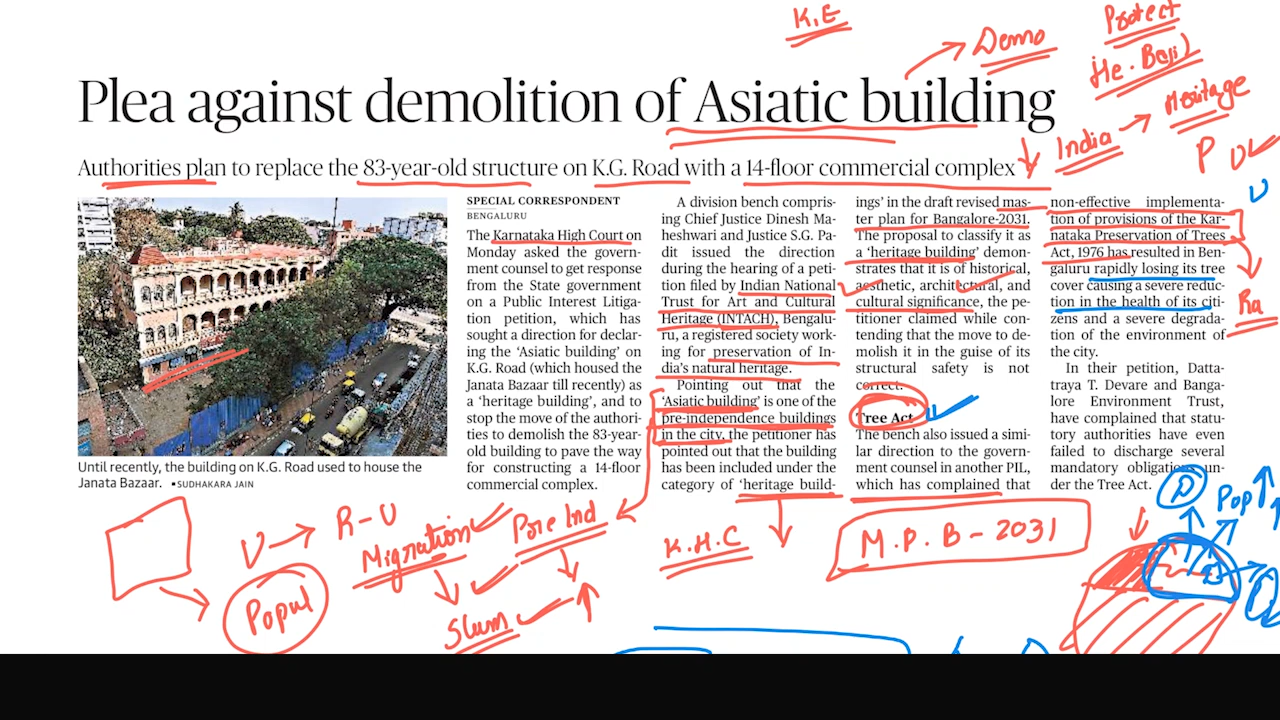 K.E
Demo
Protect
India → Heritage
P U
U
Plea against demolition of Asiatic building
Authorities plan to replace the 83-year-old structure on K.G. Road with a 14-floor commercial complex
Until recently, the building on K.G. Road used to house the
Janata Bazaar. ■ SUDHAKARA JAIN
SPECIAL CORRESPONDENT
BENGALURU
The Karnataka High Court on
Monday asked the govern-
ment counsel to get response
from the State government
on a Public Interest Litiga-
tion petition, which has
sought a direction for declar-
ing the ‘Asiatic building’ on
K.G. Road (which housed the
Janata Bazaar till recently) as
a ‘heritage building’, and to
stop the move of the authori-
ties to demolish the 83-year-
old building to pave the way
for constructing a 14-floor
commercial complex.
A division bench compris-
ing Chief Justice Dinesh Ma-
heshwari and Justice S.G. Pa-
dit issued the direction
during the hearing of a peti-
tion filed by Indian National
Trust for Art and Cultural
Heritage (INTACH), Bengalu-
ru, a registered society work-
ing for preservation of In-
dia’s natural heritage.
Pointing out that the
‘Asiatic building’ is one of the
pre-independence buildings
in the city, the petitioner has
pointed out that the building
has been included under the
category of ‘heritage build-
ings’ in the draft revised mas-
ter plan for Bangalore-2031.
The proposal to classify it as
a ‘heritage building’ demon-
strates that it is of historical,
aesthetic, architectural, and
cultural significance, the pe-
titioner claimed while con-
tending that the move to de-
molish it in the guise of its
structural safety is not
correct.
Tree Act
The bench also issued a simi-
lar direction to the govern-
ment counsel in another PIL,
which has complained that
non-effective implementa-
tion of provisions of the Kar-
nataka Preservation of Trees
Act, 1976 has resulted in Ben-
galuru rapidly losing its tree
cover causing a severe reduc-
tion in the health of its citi-
zens and a severe degrada-
tion of the environment of
the city.
In their petition, Datta-
traya T. Devare and Banga-
lore Environment Trust,
have complained that statu-
tory authorities have even
failed to discharge several
mandatory obligations un-
der the Tree Act.
Ra
V → R-U
Popul
Migration
Pre Ind
Slum
K.H.C
M.P.B-2031
D
Pop